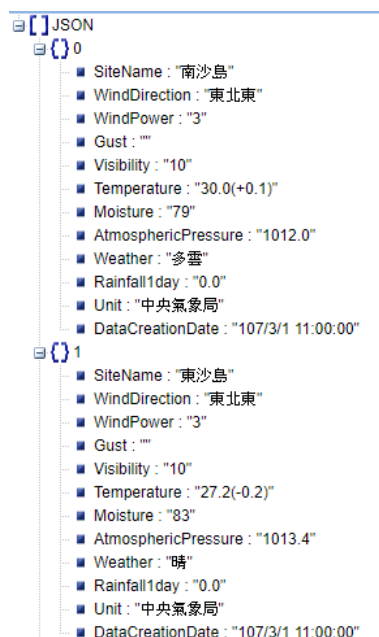 JSON
0
SiteName : "南沙島"
WindDirection : "東北東"
WindPower : "3"
Gust : ""
Visibility : "10"
Temperature : "30.0(+0.1)"
Moisture : "79"
AtmosphericPressure : "1012.0"
Weather : "多雲"
Rainfall1day : "0.0"
Unit : "中央氣象局"
DataCreationDate : "107/3/1 11:00:00"
1
SiteName : "東沙島"
WindDirection : "東北東"
WindPower : "3"
Gust : ""
Visibility : "10"
Temperature : "27.2(-0.2)"
Moisture : "83"
AtmosphericPressure : "1013.4"
Weather : "晴"
Rainfall1day : "0.0"
Unit : "中央氣象局"
DataCreationDate : "107/3/1 11:00:00"